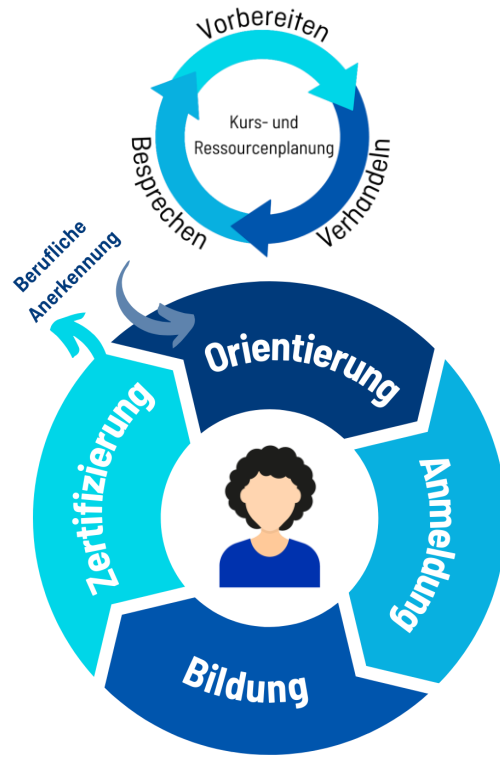 Vorbereiten
Kurs- und
Ressourcenplanung
Verhandeln
Besprechen
Berufliche
Anerkennung
Orientierung
Anmeldung
Bildung
Zertifizierung